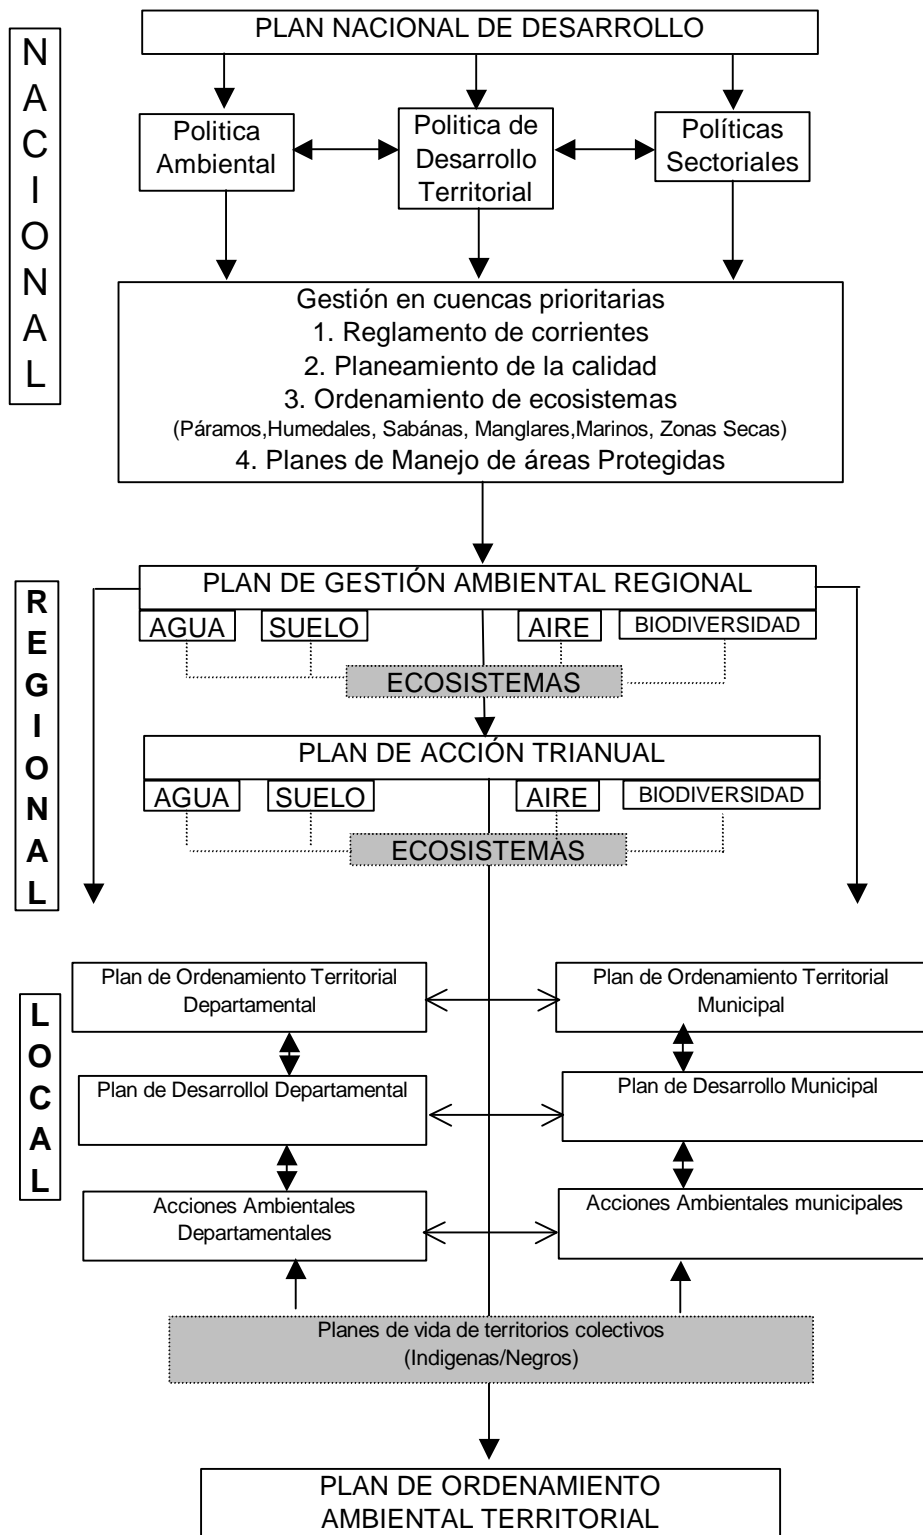 PLAN NACIONAL DE DESARROLLO
NACIONAL
Politica
Ambiental
Politica de
Desarrollo
Territorial
Políticas
Sectoriales
Gestión en cuencas prioritarias
1. Reglamento de corrientes
2. Planeamiento de la calidad
3. Ordenamiento de ecosistemas
(Páramos,Humedales, Sabánas, Manglares,Marinos, Zonas Secas)
4. Planes de Manejo de áreas Protegidas
REGIONAL
PLAN DE GESTIÓN AMBIENTAL REGIONAL
AGUA SUELO AIRE BIODIVERSIDAD
ECOSISTEMAS
PLAN DE ACCIÓN TRIANUAL
AGUA SUELO AIRE BIODIVERSIDAD
ECOSISTEMAS
LOCAL
Plan de Ordenamiento Territorial
Departamental
Plan de Ordenamiento Territorial
Municipal
Plan de Desarrollol Departamental
Plan de Desarrollo Municipal
Acciones Ambientales
Departamentales
Acciones Ambientales municipales
Planes de vida de territorios colectivos
(Indigenas/Negros)
PLAN DE ORDENAMIENTO
AMBIENTAL TERRITORIAL